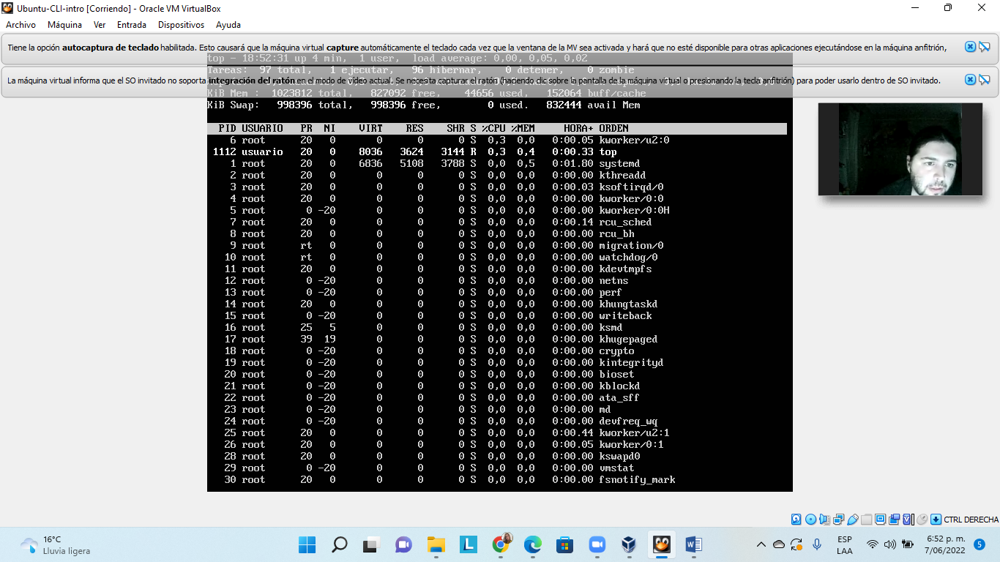 Ubuntu-CLI-intro [Corriendo] - Oracle VM VirtualBox
Archivo Máquina Ver Entrada Dispositivos Ayuda
Tiene la opción autocaptura de teclado habilitada. Esto causará que la máquina virtual capture automáticamente el teclado cada vez que la ventana de la MV sea activada y hará que no esté disponible para otras aplicaciones ejecutándose en la máquina anfitrión,
top - 18:52:31 up 4 min, 1 user, load average: 0,00, 0,05, 0,02
Tareas: 97 total, 1 ejecutar, 96 hibernar, 0 detener, 0 zombie
La máquina virtual informa que el SO invitado no soporta integración del ratón en el modo de vídeo actual. Se necesita capturar el ratón (haciendo clic sobre la pantalla de la máquina virtual o presionando la tecla anfitrión) para poder usarlo dentro de SO invitado.
KiB Mem : 1023812 total, 827092 free, 44656 used, 152064 buff/cache
KiB Swap: 998396 total, 998396 free, 0 used. 832444 avail Mem
PID USUARIO PR NI VIRT RES SHR S %CPU %MEM HORA+ ORDEN
6 root 20 0 0 0 0 S 0,3 0,0 0:00.05 kworker/u2:0
1112 usuario 20 0 8036 3624 3144 R 0,3 0,4 0:00.33 top
1 root 20 0 6836 5108 3788 S 0,0 0,5 0:01.80 systemd
2 root 20 0 0 0 0 S 0,0 0,0 0:00.00 kthreadd
3 root 20 0 0 0 0 S 0,0 0,0 0:00.03 ksoftirqd/0
4 root 20 0 0 0 0 S 0,0 0,0 0:00.00 kworker/0:0
5 root 0 -20 0 0 0 S 0,0 0,0 0:00.00 kworker/0:0H
7 root 20 0 0 0 0 S 0,0 0,0 0:00.14 rcu_sched
8 root 20 0 0 0 0 S 0,0 0,0 0:00.00 rcu_bh
9 root rt 0 0 0 0 S 0,0 0,0 0:00.00 migration/0
10 root rt 0 0 0 0 S 0,0 0,0 0:00.00 watchdog/0
11 root 20 0 0 0 0 S 0,0 0,0 0:00.00 kdevtmpfs
12 root 0 -20 0 0 0 S 0,0 0,0 0:00.00 netns
13 root 0 -20 0 0 0 S 0,0 0,0 0:00.00 perf
14 root 20 0 0 0 0 S 0,0 0,0 0:00.00 khungtaskd
15 root 0 -20 0 0 0 S 0,0 0,0 0:00.00 writeback
16 root 25 5 0 0 0 S 0,0 0,0 0:00.00 ksmd
17 root 39 19 0 0 0 S 0,0 0,0 0:00.00 khugepaged
18 root 0 -20 0 0 0 S 0,0 0,0 0:00.00 crypto
19 root 0 -20 0 0 0 S 0,0 0,0 0:00.00 kintegrityd
20 root 0 -20 0 0 0 S 0,0 0,0 0:00.00 bioset
21 root 0 -20 0 0 0 S 0,0 0,0 0:00.00 kblockd
22 root 0 -20 0 0 0 S 0,0 0,0 0:00.00 ata_sff
23 root 0 -20 0 0 0 S 0,0 0,0 0:00.00 md
24 root 0 -20 0 0 0 S 0,0 0,0 0:00.00 devfreq_wq
25 root 20 0 0 0 0 S 0,0 0,0 0:00.44 kworker/u2:1
26 root 20 0 0 0 0 S 0,0 0,0 0:00.05 kworker/0:1
28 root 20 0 0 0 0 S 0,0 0,0 0:00.00 kswapd0
29 root 0 -20 0 0 0 S 0,0 0,0 0:00.00 vmstat
30 root 20 0 0 0 0 S 0,0 0,0 0:00.00 fsnotify_mark
CTRL DERECHA
16°C
Lluvia ligera
ESP
LAA
6:52 p. m.
7/06/2022
5